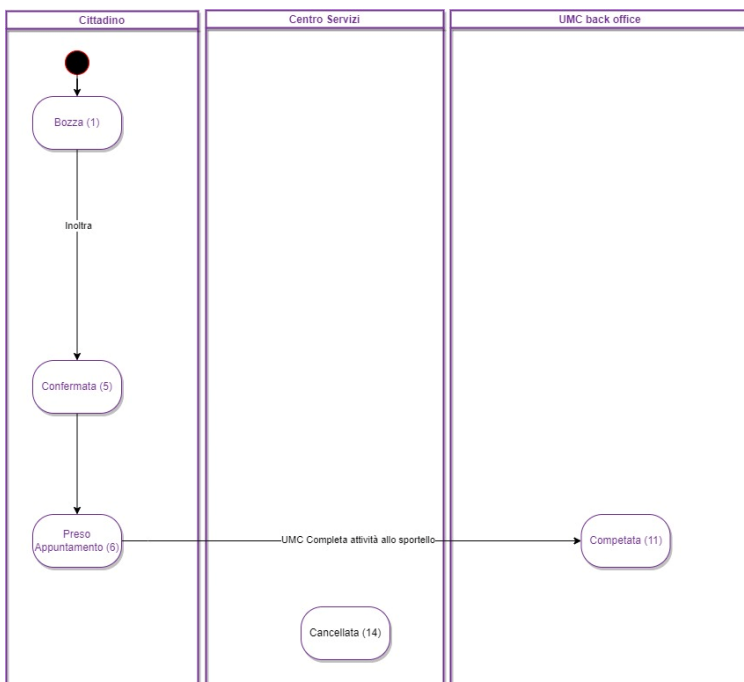 Cittadino
Centro Servizi
UMC back office
Bozza (1)
Inoltra
Confermata (5)
Preso
Appuntamento (6)
UMC Completa attività allo sportello
Competata (11)
Cancellata (14)